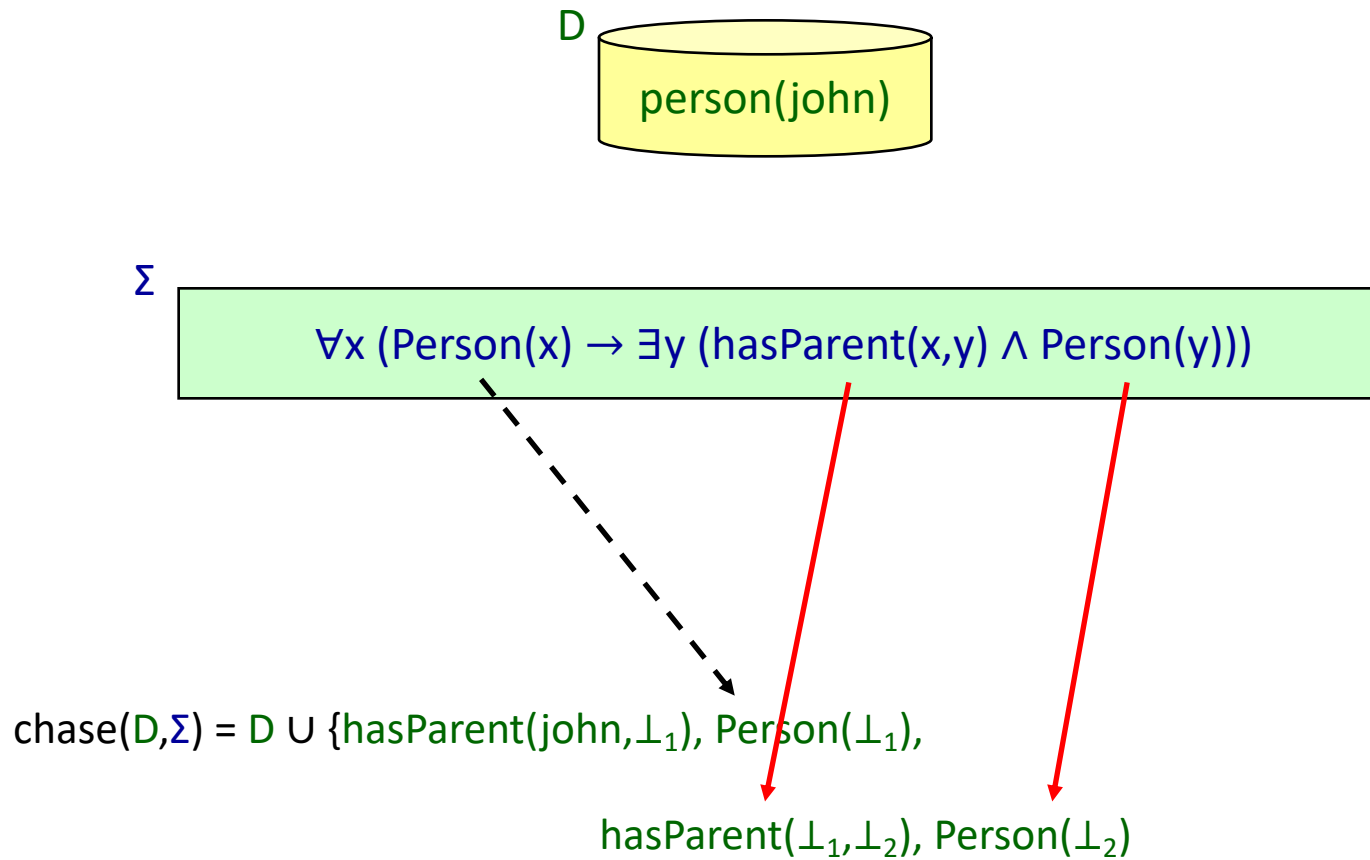 D
person(john)
Σ
∀x (Person(x) → ∃y (hasParent(x,y) ∧ Person(y)))
chase(D,Σ) = D ∪ {hasParent(john,⊥₁), Person(⊥₁),
hasParent(⊥₁,⊥₂), Person(⊥₂)